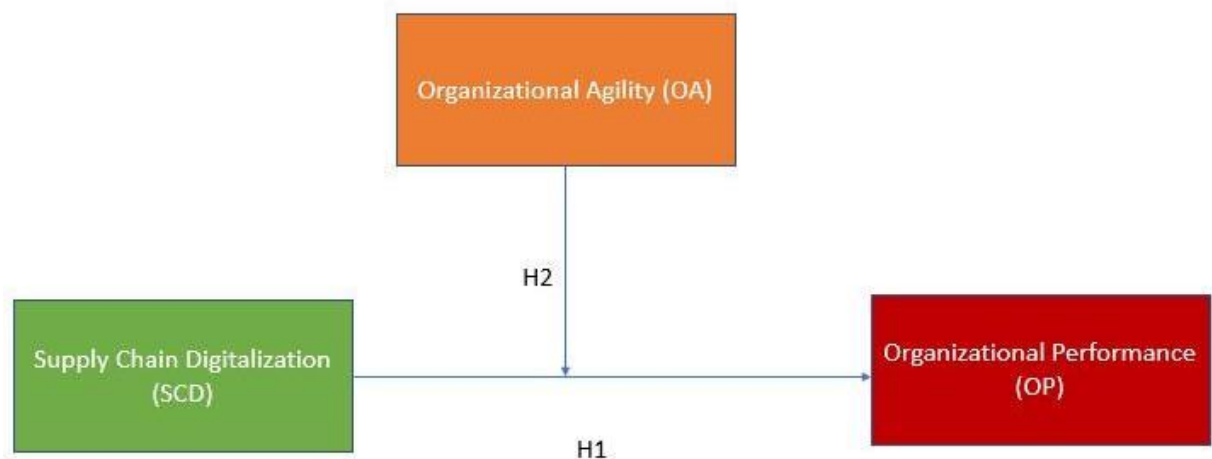 Organizational Agility (OA)
H2
Supply Chain Digitalization
(SCD)
Organizational Performance
(OP)
H1